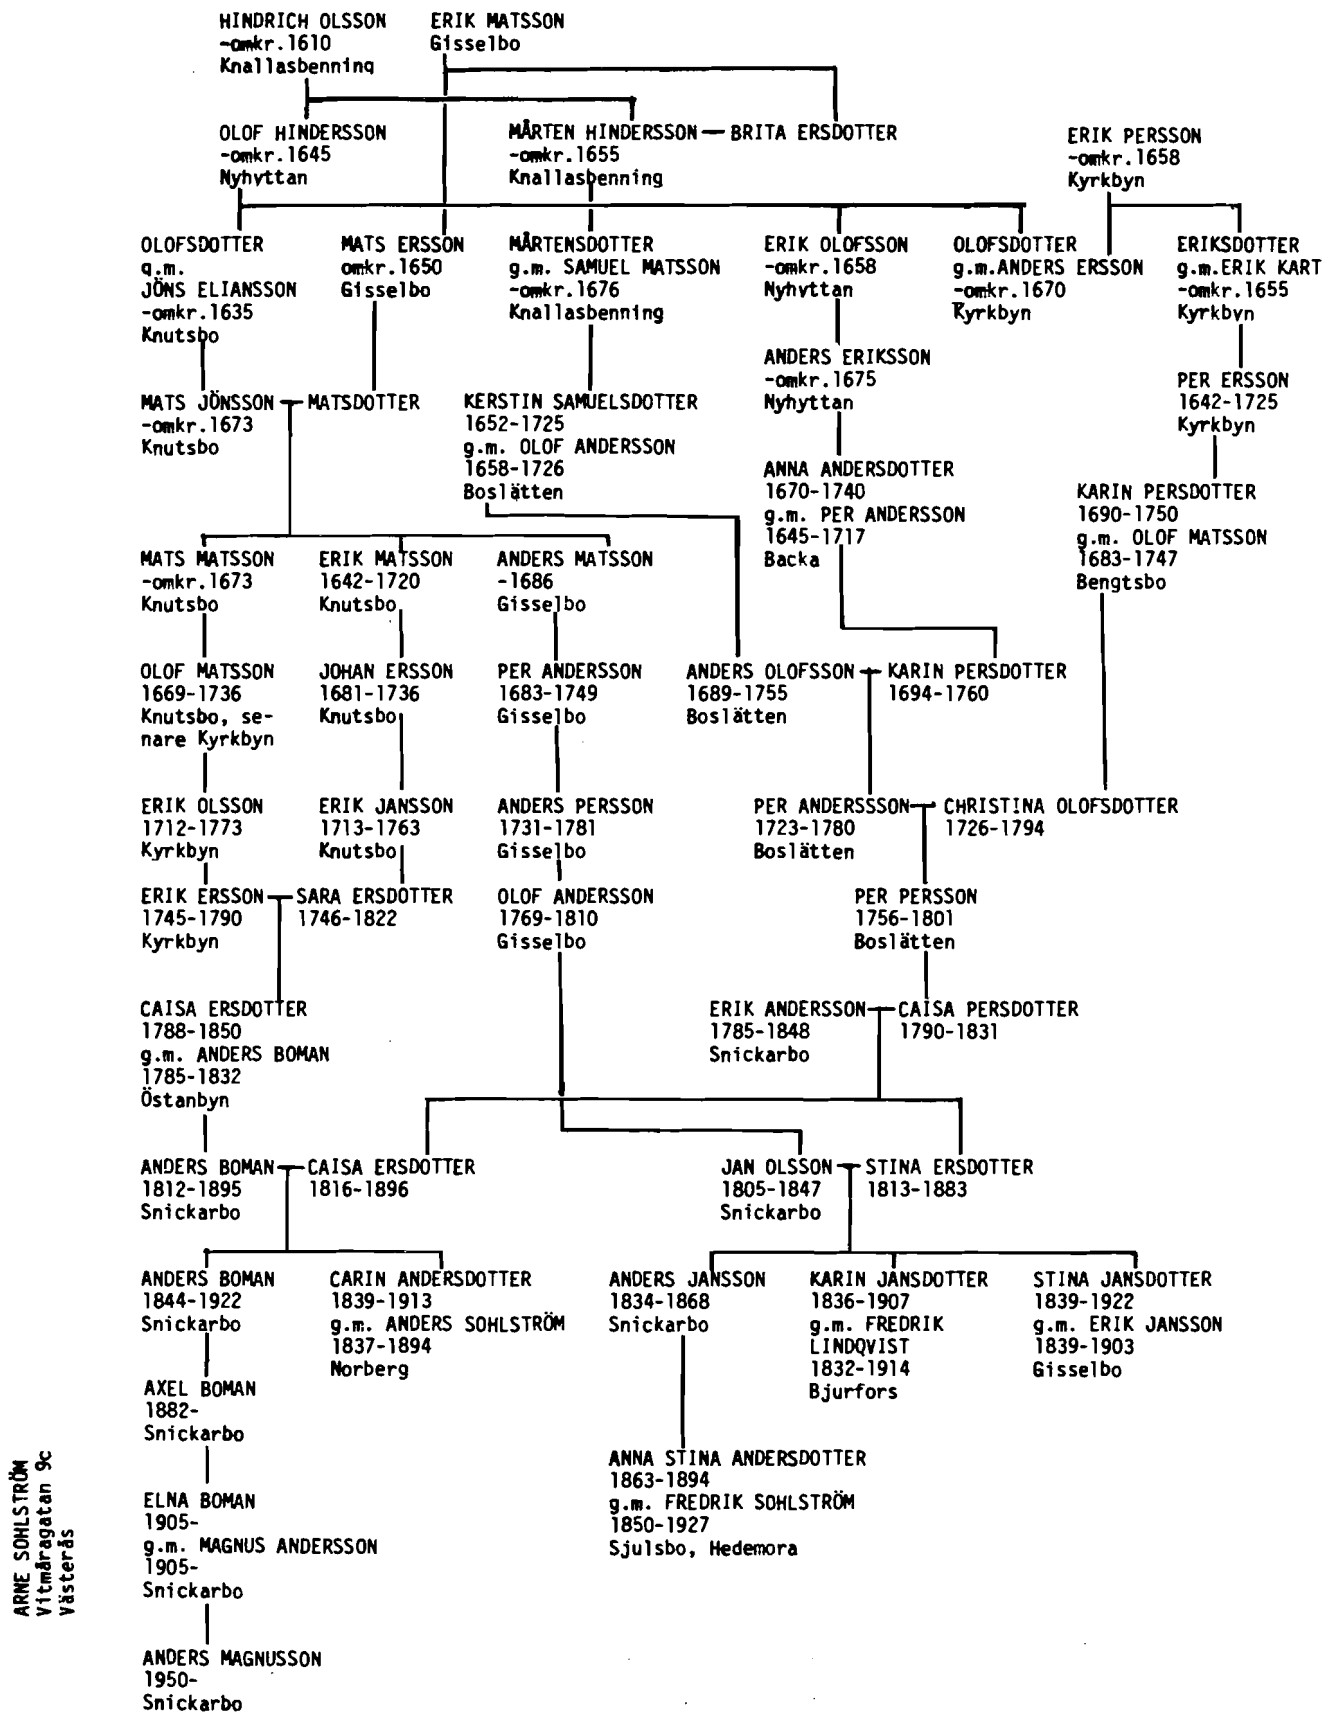 HINDRICH OLSSON
-omkr.1610
Knallasbenning
ERIK MATSSON
Gisselbo
OLOF HINDERSSON
-omkr.1645
Nyhyttan
MÅRTEN HINDERSSON
-omkr.1655
Knallasbenning
BRITA ERSDOTTER
ERIK PERSSON
-omkr.1658
Kyrkbyn
OLOFSDOTTER
g.m.
JÖNS ELIANSSON
-omkr.1635
Knutsbo
MATS ERSSON
omkr.1650
Gisselbo
MÅRTENSDOTTER
g.m. SAMUEL MATSSON
-omkr.1676
Knallasbenning
ERIK OLOFSSON
-omkr.1658
Nyhyttan
OLOFSDOTTER
g.m.ANDERS ERSSON
-omkr.1670
Kyrkbyn
ERIKSDOTTER
g.m.ERIK KART
-omkr.1655
Kyrkbyn
ANDERS ERIKSSON
-omkr.1675
Nyhyttan
PER ERSSON
1642-1725
Kyrkbyn
MATS JÖNSSON
-omkr.1673
Knutsbo
MATSDOTTER
KERSTIN SAMUELSDOTTER
1652-1725
g.m. OLOF ANDERSSON
1658-1726
Boslätten
ANNA ANDERSDOTTER
1670-1740
g.m. PER ANDERSSON
1645-1717
Backa
KARIN PERSDOTTER
1690-1750
g.m. OLOF MATSSON
1683-1747
Bengtsbo
MATS MATSSON
-omkr.1673
Knutsbo
ERIK MATSSON
1642-1720
Knutsbo
ANDERS MATSSON
-1686
Gisselbo
OLOF MATSSON
1669-1736
Knutsbo, se-
nare Kyrkbyn
JOHAN ERSSON
1681-1736
Knutsbo
PER ANDERSSON
1683-1749
Gisselbo
ANDERS OLOFSSON
1689-1755
Boslätten
KARIN PERSDOTTER
1694-1760
ERIK OLSSON
1712-1773
Kyrkbyn
ERIK JANSSON
1713-1763
Knutsbo
ANDERS PERSSON
1731-1781
Gisselbo
PER ANDERSSSON
1723-1780
Boslätten
CHRISTINA OLOFSDOTTER
1726-1794
ERIK ERSSON
1745-1790
Kyrkbyn
SARA ERSDOTTER
1746-1822
OLOF ANDERSSON
1769-1810
Gisselbo
PER PERSSON
1756-1801
Boslätten
CAISA ERSDOTTER
1788-1850
g.m. ANDERS BOMAN
1785-1832
Östanbyn
ERIK ANDERSSON
1785-1848
Snickarbo
CAISA PERSDOTTER
1790-1831
ANDERS BOMAN
1812-1895
Snickarbo
CAISA ERSDOTTER
1816-1896
JAN OLSSON
1805-1847
Snickarbo
STINA ERSDOTTER
1813-1883
ANDERS BOMAN
1844-1922
Snickarbo
CARIN ANDERSDOTTER
1839-1913
g.m. ANDERS SOHLSTRÖM
1837-1894
Norberg
ANDERS JANSSON
1834-1868
Snickarbo
KARIN JANSDOTTER
1836-1907
g.m. FREDRIK
LINDQVIST
1832-1914
Bjurfors
STINA JANSDOTTER
1839-1922
g.m. ERIK JANSSON
1839-1903
Gisselbo
AXEL BOMAN
1882-
Snickarbo
ANNA STINA ANDERSDOTTER
1863-1894
g.m. FREDRIK SOHLSTRÖM
1850-1927
Sjulsbo, Hedemora
ELNA BOMAN
1905-
g.m. MAGNUS ANDERSSON
1905-
Snickarbo
ANDERS MAGNUSSON
1950-
Snickarbo
ARNE SOHLSTRÖM
Vitmåragatan 9c
Västerås